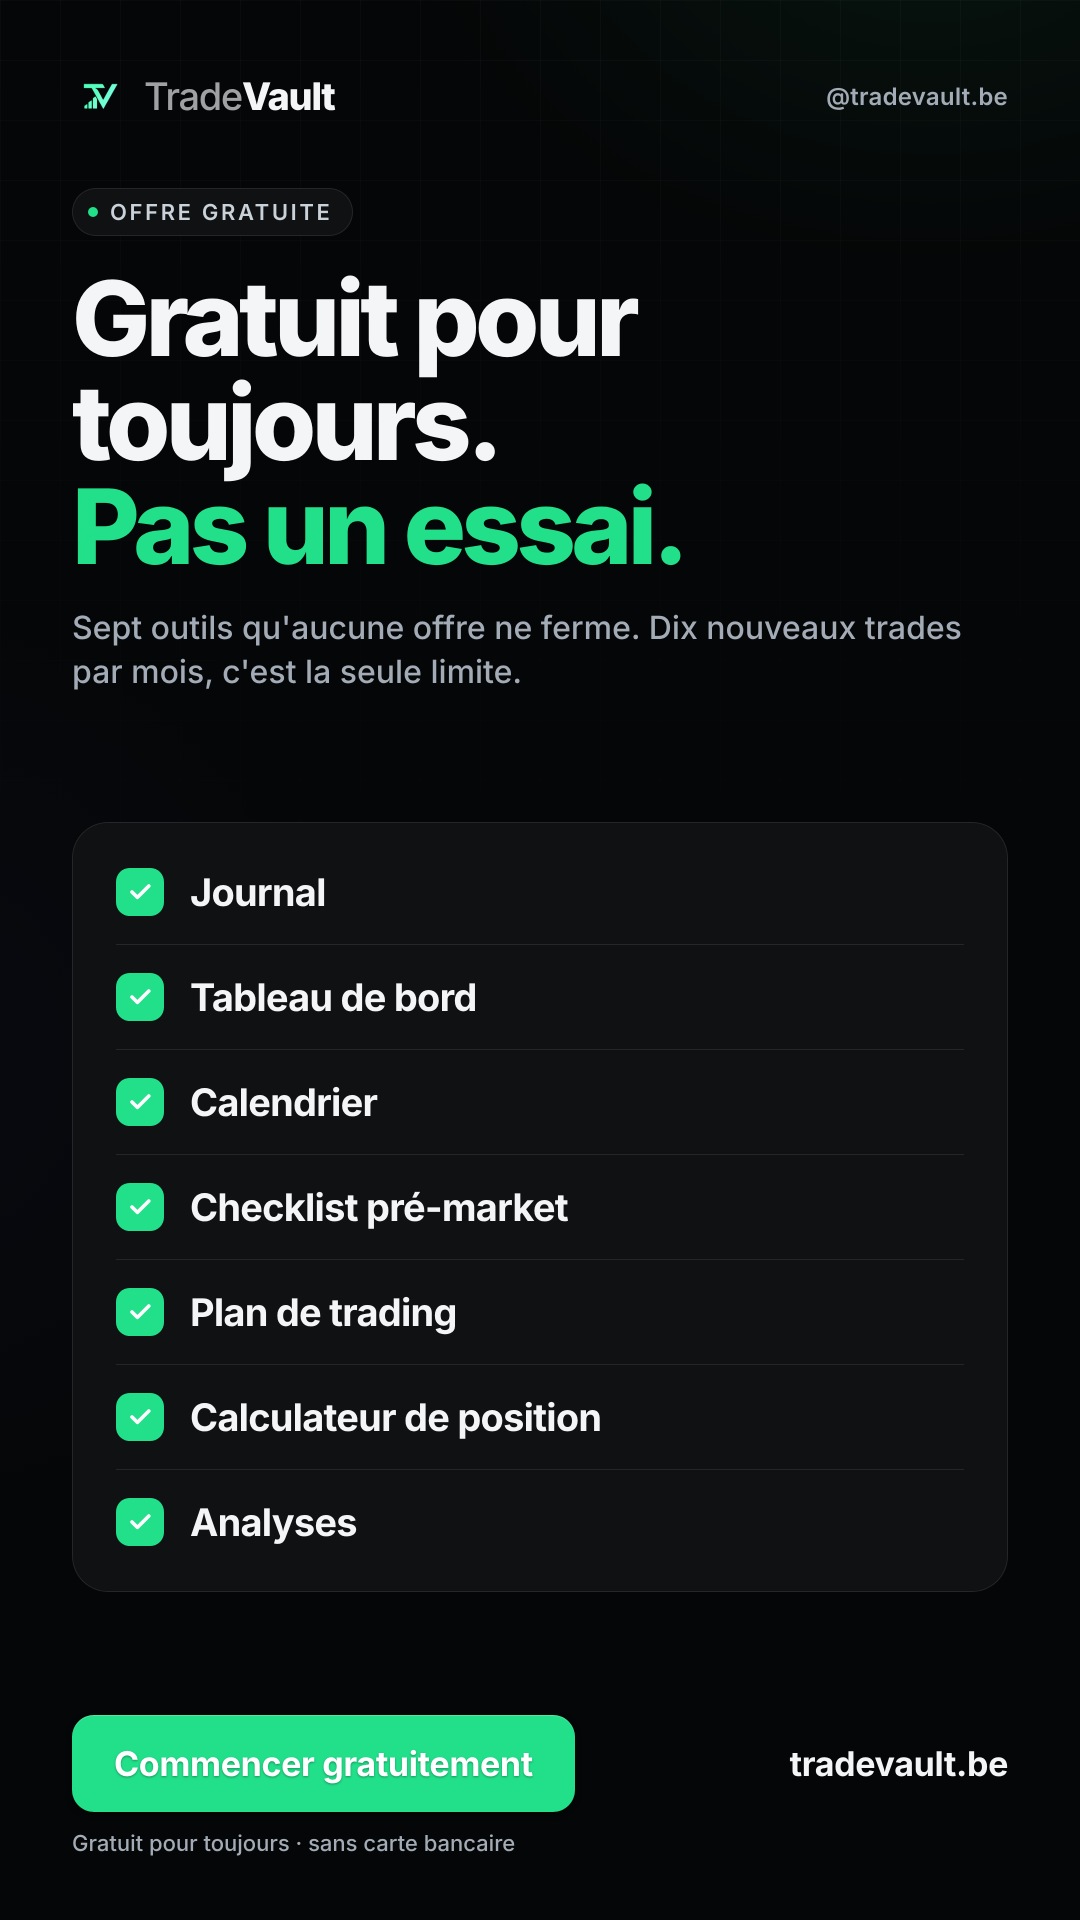 TradeVault
@tradevault.be
OFFRE GRATUITE
Gratuit pour
toujours.
Pas un essai.
Sept outils qu'aucune offre ne ferme. Dix nouveaux trades
par mois, c'est la seule limite.
Journal
Tableau de bord
Calendrier
Checklist pré-market
Plan de trading
Calculateur de position
Analyses
Commencer gratuitement
tradevault.be
Gratuit pour toujours · sans carte bancaire